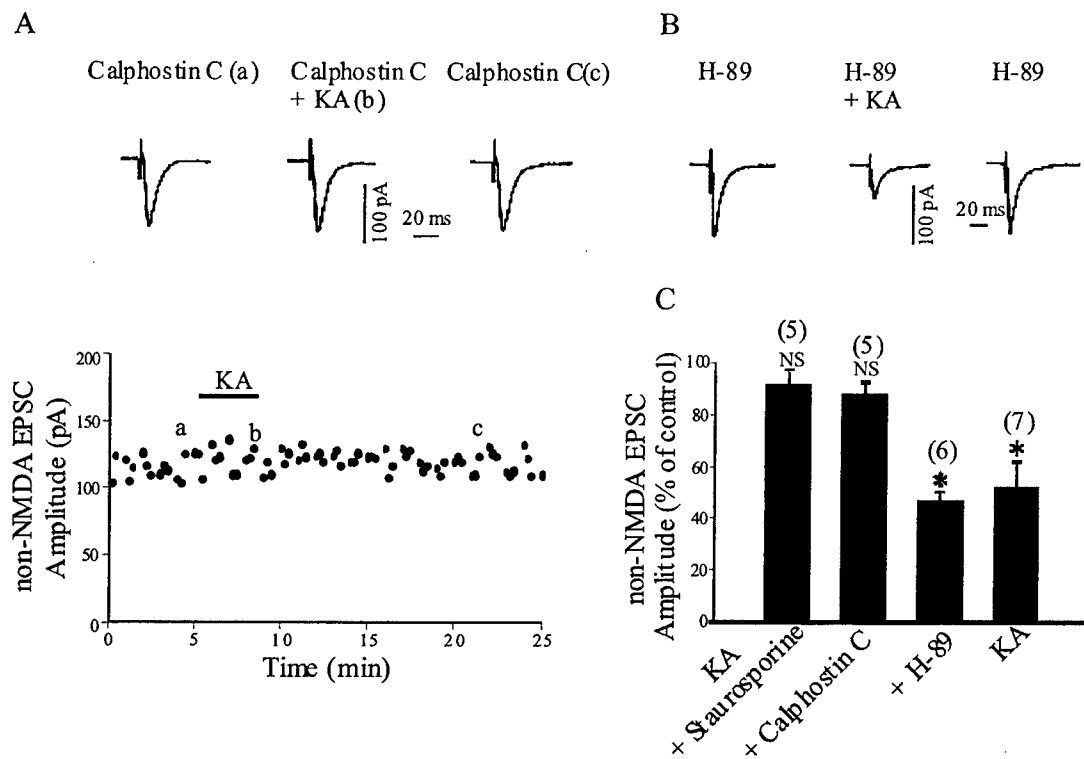 A
Calphostin C (a)
Calphostin C
+ KA (b)
Calphostin C(c)
100 pA
20 ms
B
H-89
H-89
+ KA
H-89
100 pA
20 ms
non-NMDA EPSC
Amplitude (pA)
200
150
100
50
0
KA
a
b
c
0
5
10
15
20
25
Time (min)
C
non-NMDA EPSC
Amplitude (% of control)
100
80
60
40
20
0
(5)
NS
(5)
NS
(6)
*
(7)
*
KA
+ Staurosporine
+ Calphostin C
+ H-89
KA